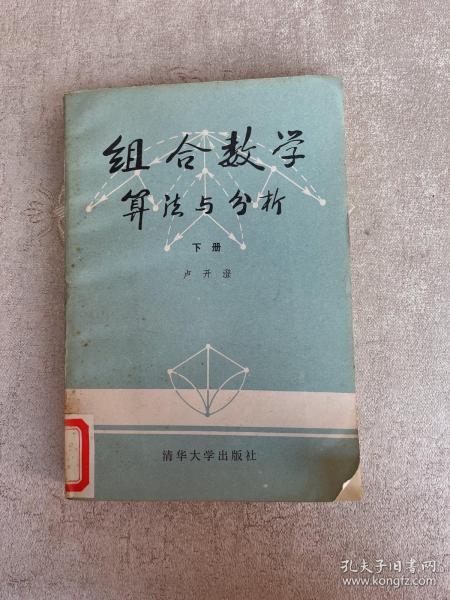 组合数学
算法与分析
下册
卢开澄
清华大学出版社
孔夫子旧书网
www.kongfz.com